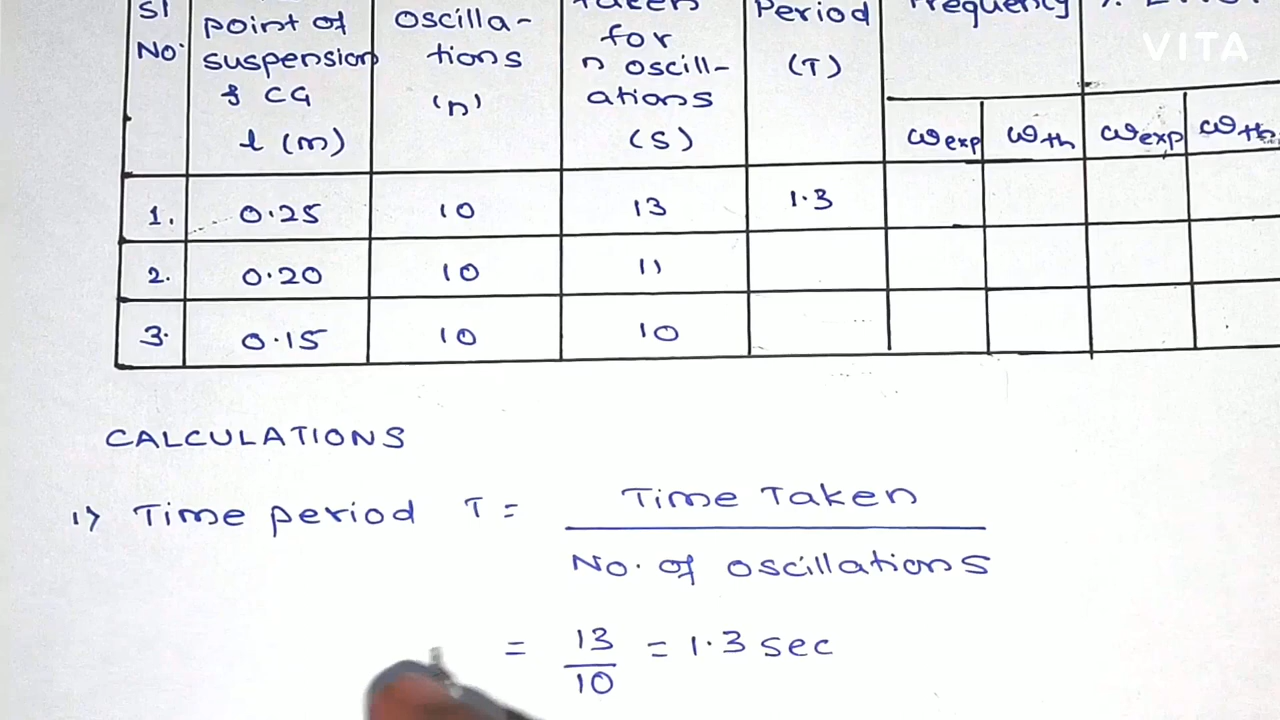 Sl No.
point of suspension & CG l (m)
oscilla-tions 'n'
for n oscill-ations (S)
Period (T)
Frequency
VITA
ωexp ωth ωexp ωth
1. 0.25 10 13 1.3
2. 0.20 10 11
3. 0.15 10 10
CALCULATIONS
1> Time period T = Time Taken
No. of oscillations
= 13 = 1.3 sec
10